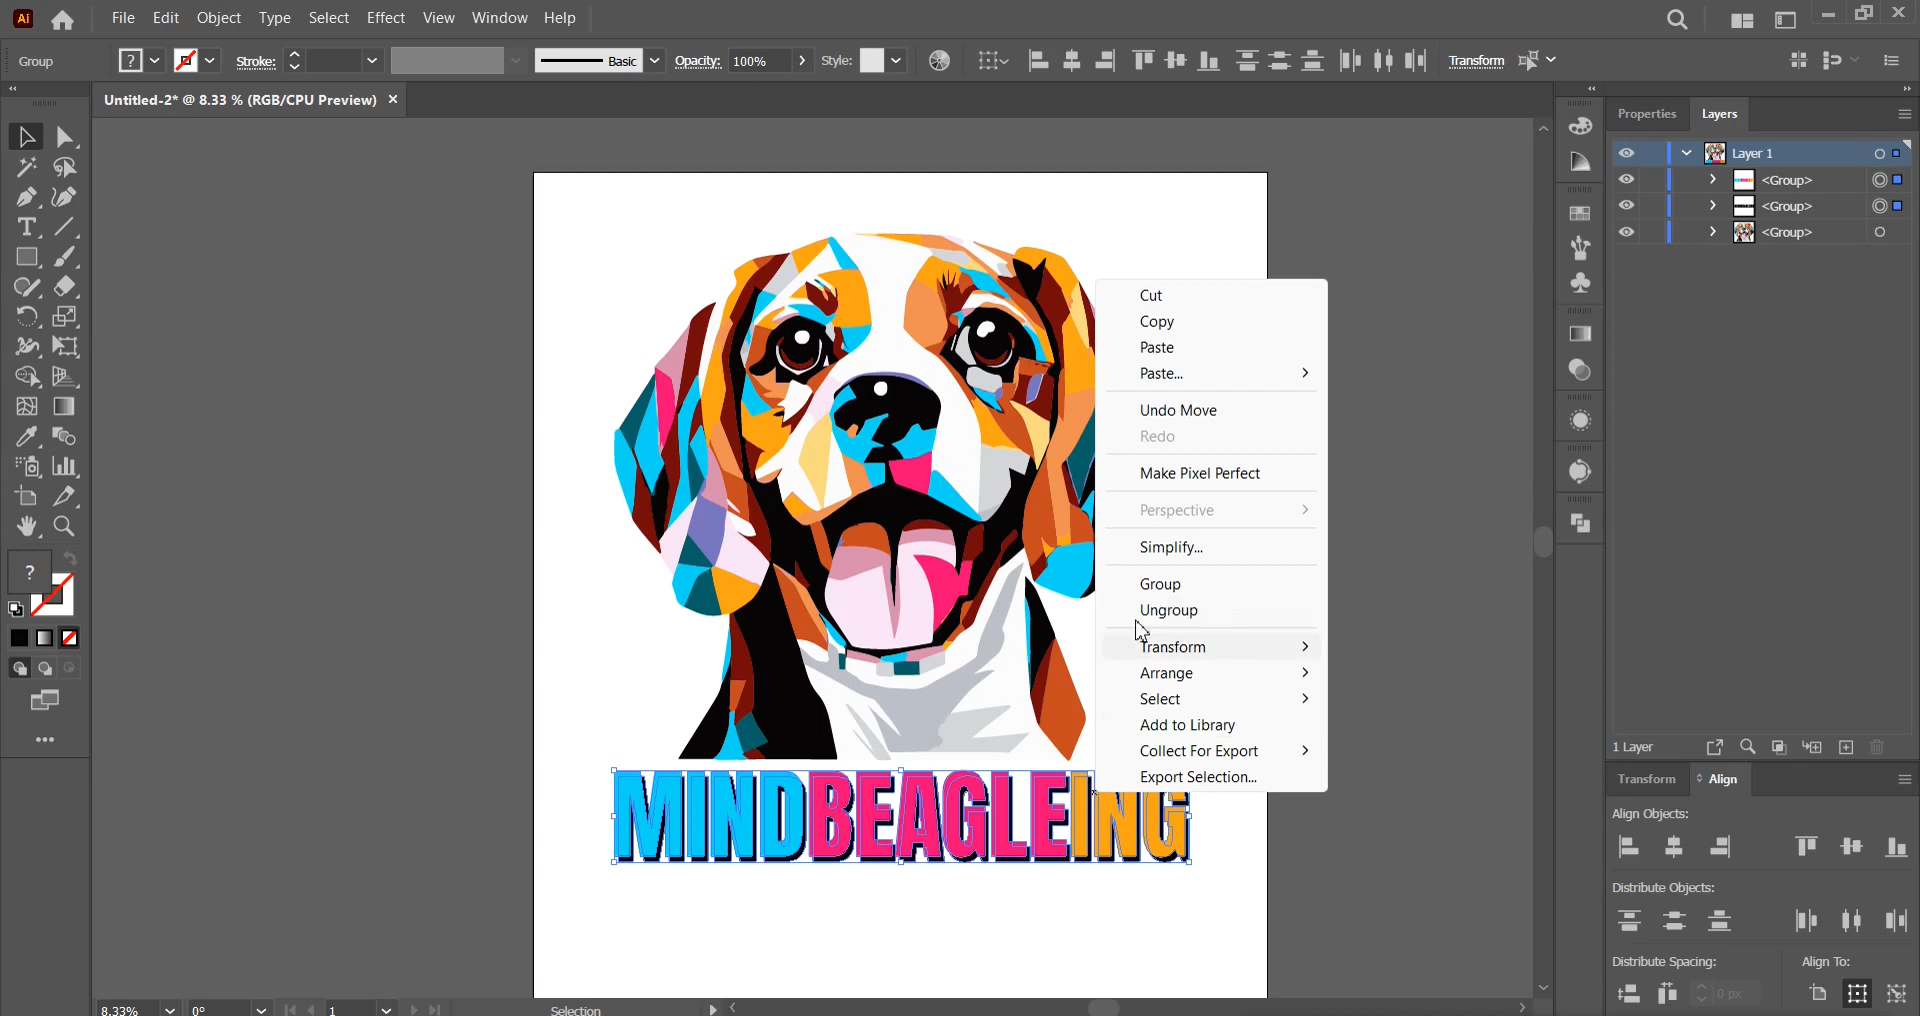 Ai File Edit Object Type Select Effect View Window Help
Group ? Stroke: Basic Opacity: 100% Style: Transform
Untitled-2* @ 8.33 % (RGB/CPU Preview)
Properties Layers
Layer 1
<Group>
<Group>
<Group>
Cut
Copy
Paste
Paste...
Undo Move
Redo
Make Pixel Perfect
Perspective
Simplify...
Group
Ungroup
Transform
Arrange
Select
Add to Library
Collect For Export
Export Selection...
?
MINDBEAGLEING
1 Layer
Transform Align
Align Objects:
Distribute Objects:
Distribute Spacing: Align To:
0 px
8.33% 0° 1 Selection